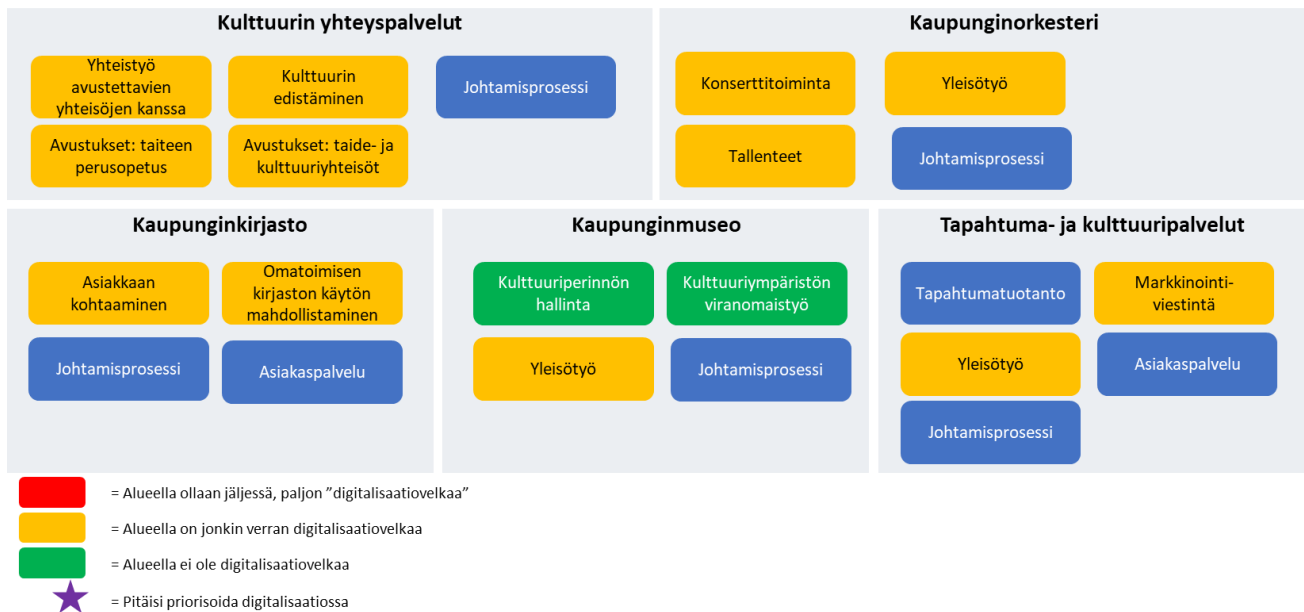 Kulttuurin yhteyspalvelut
Yhteistyö
avustettavien
yhteisöjen kanssa
Kulttuurin
edistäminen
Johtamisprosessi
Avustukset: taiteen
perusopetus
Avustukset: taide- ja
kulttuuriyhteisöt
Kaupunginorkesteri
Konserttitoiminta
Yleisötyö
Tallenteet
Johtamisprosessi
Kaupunginkirjasto
Asiakkaan
kohtaaminen
Omatoimisen
kirjaston käytön
mahdollistaminen
Johtamisprosessi
Asiakaspalvelu
Kaupunginmuseo
Kulttuuriperinnön
hallinta
Kulttuuriympäristön
viranomaistyö
Yleisötyö
Johtamisprosessi
Tapahtuma- ja kulttuuripalvelut
Tapahtumatuotanto
Markkinointi-
viestintä
Yleisötyö
Asiakaspalvelu
Johtamisprosessi
= Alueella ollaan jäljessä, paljon ”digitalisaatiovelkaa”
= Alueella on jonkin verran digitalisaatiovelkaa
= Alueella ei ole digitalisaatiovelkaa
= Pitäisi priorisoida digitalisaatiossa